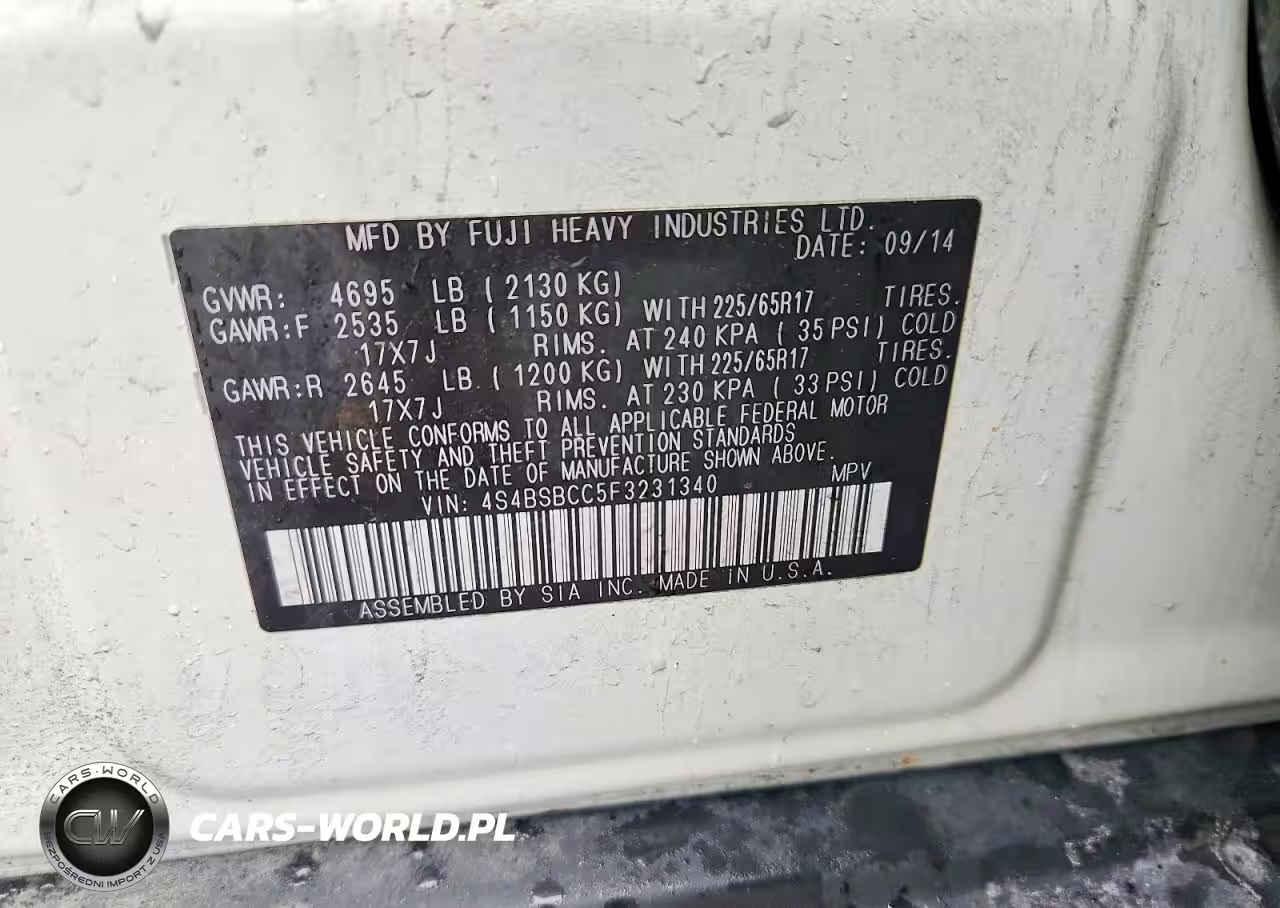 MFD BY FUJI HEAVY INDUSTRIES LTD.
DATE: 09/14
GVWR: 4695 LB ( 2130 KG)
GAWR:F 2535 LB ( 1150 KG) WITH 225/65R17 TIRES.
17X7J RIMS. AT 240 KPA ( 35 PSI) COLD
GAWR:R 2645 LB ( 1200 KG) WITH 225/65R17 TIRES.
17X7J RIMS. AT 230 KPA ( 33 PSI) COLD
THIS VEHICLE CONFORMS TO ALL APPLICABLE FEDERAL MOTOR
VEHICLE SAFETY AND THEFT PREVENTION STANDARDS
IN EFFECT ON THE DATE OF MANUFACTURE SHOWN ABOVE.
VIN: 4S4BSBCC5F3231340 MPV
ASSEMBLED BY SIA INC. MADE IN U.S.A.
CARS-WORLD
CW
BEZPOŚREDNI IMPORT Z USA
CARS-WORLD.PL